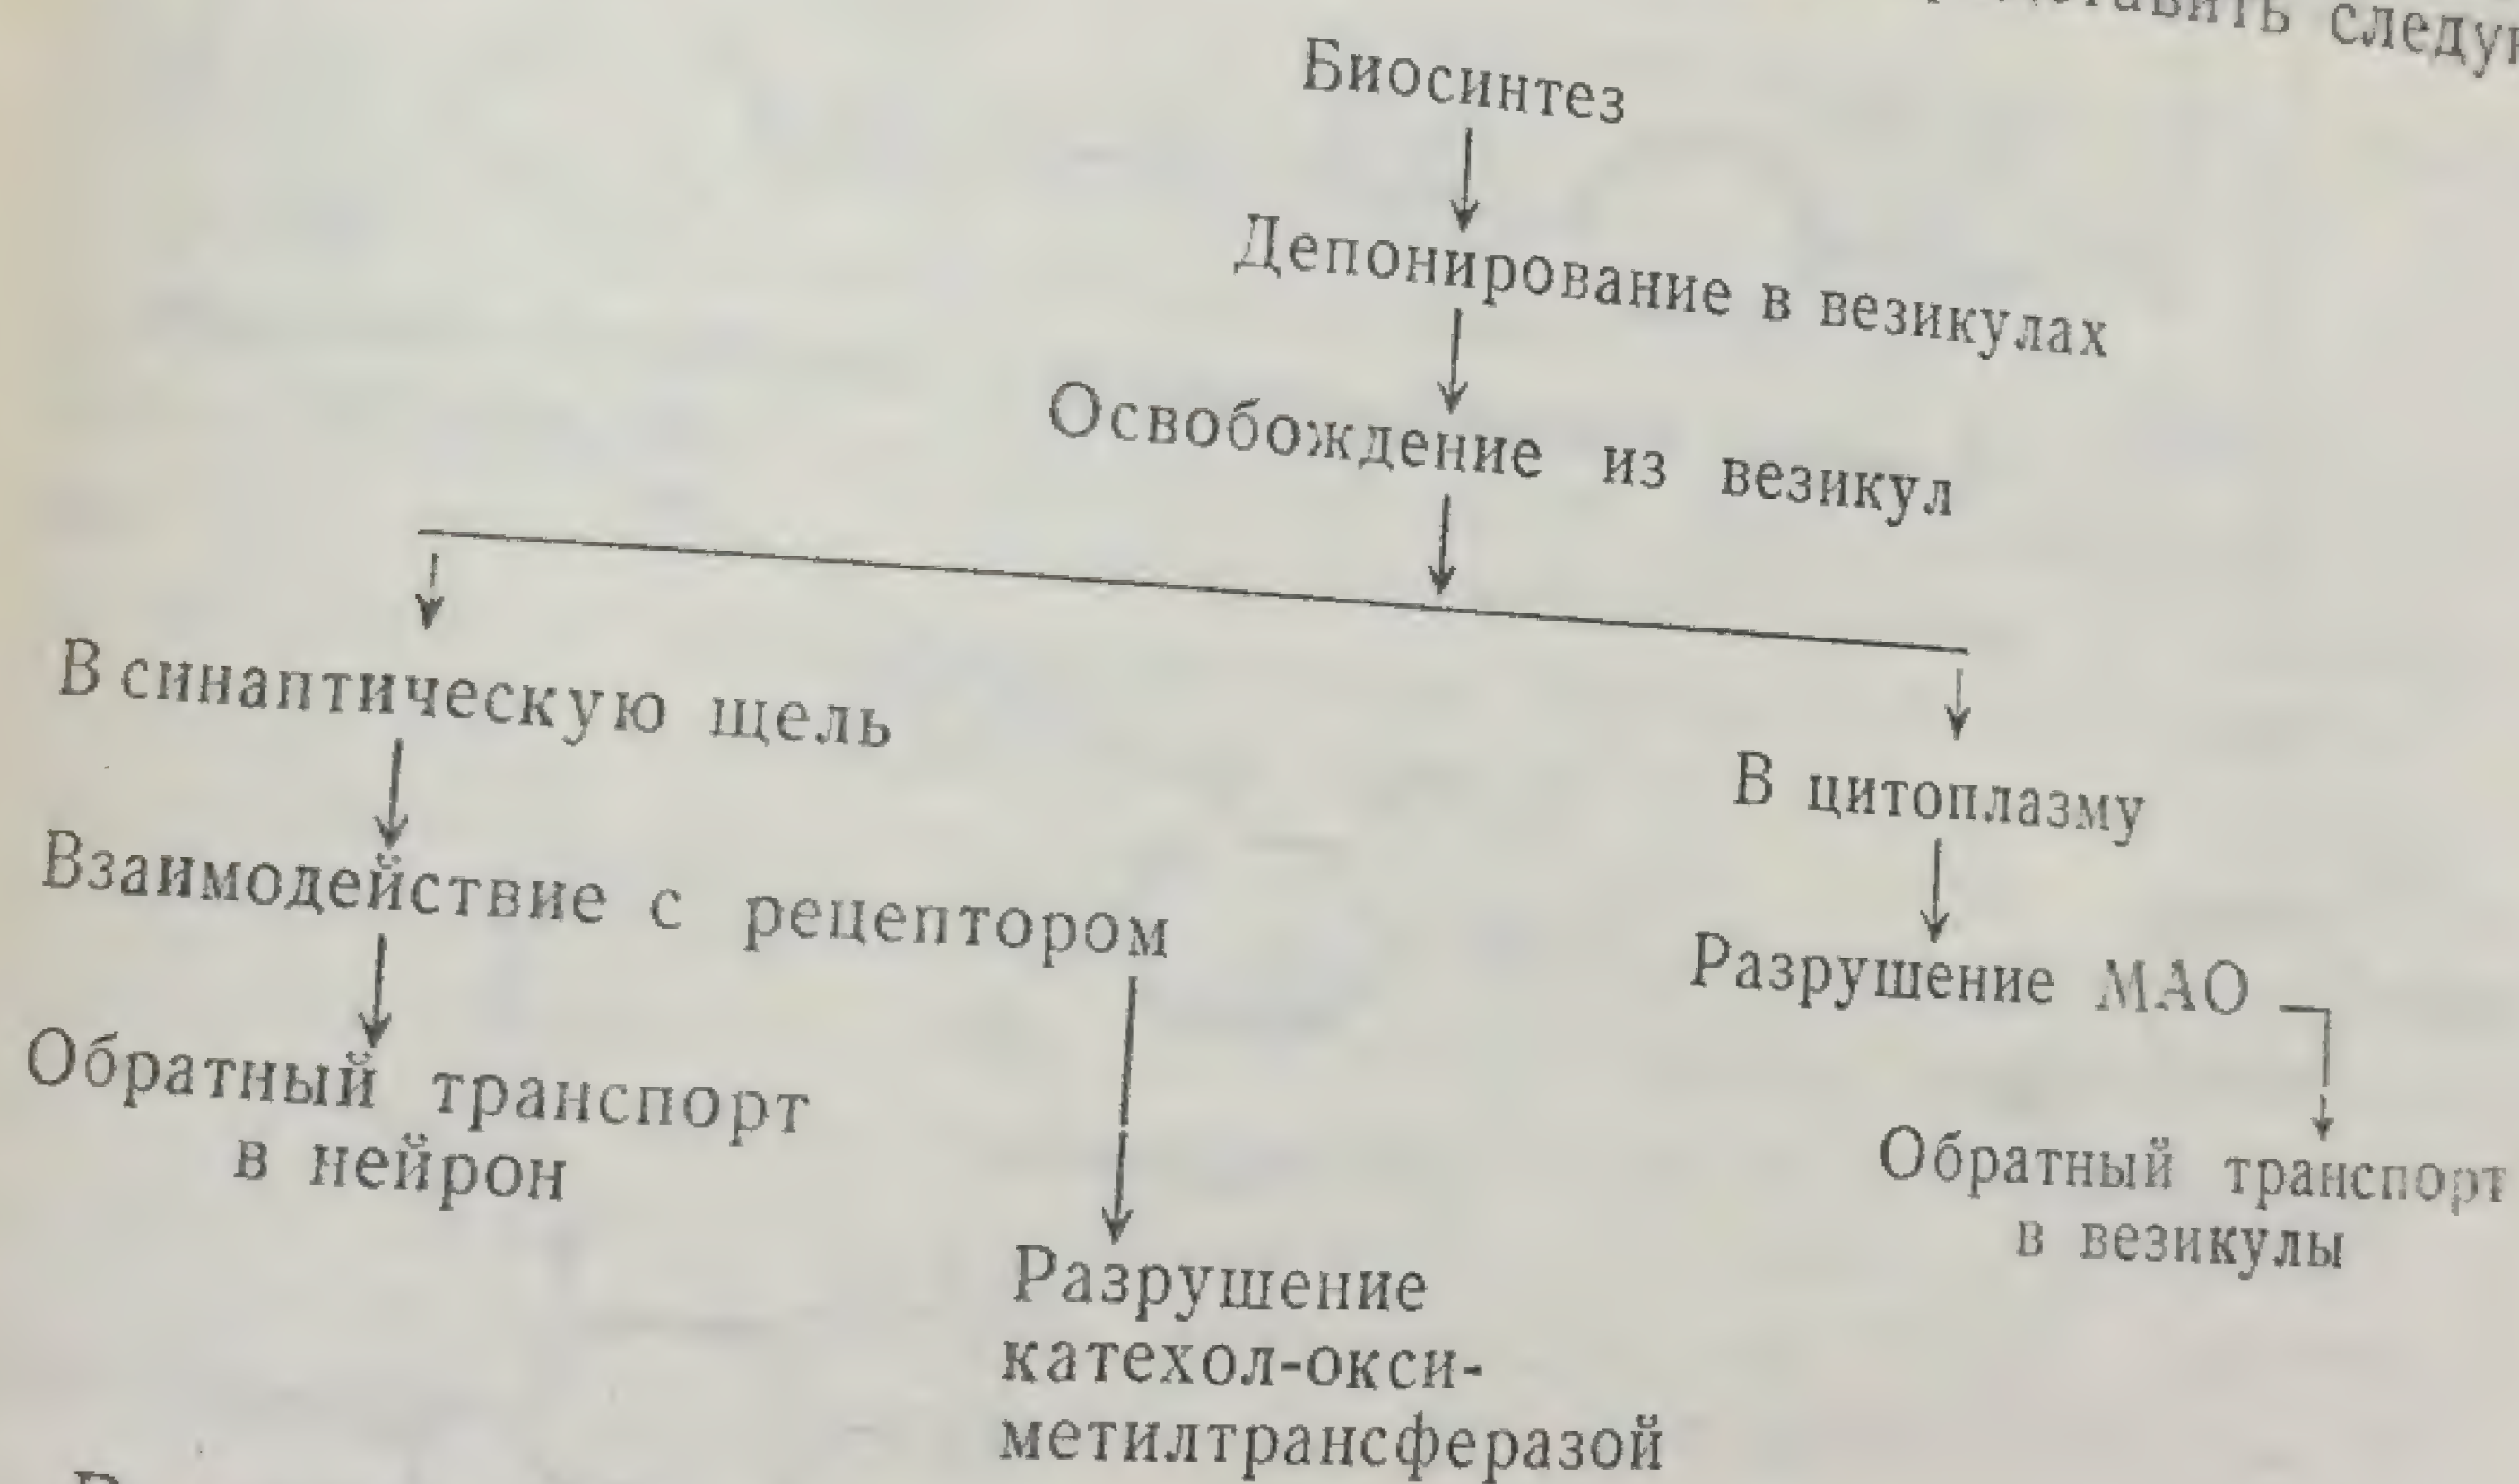 следу
Биосинтез
Депонирование в везикулах
Освобождение из везикул
В синаптическую щель
В цитоплазму
Взаимодействие с рецептором
Разрушение МАО
Обратный транспорт
в нейрон
Обратный транспорт
в везикулы
Разрушение
катехол-окси-
метилтрансферазой